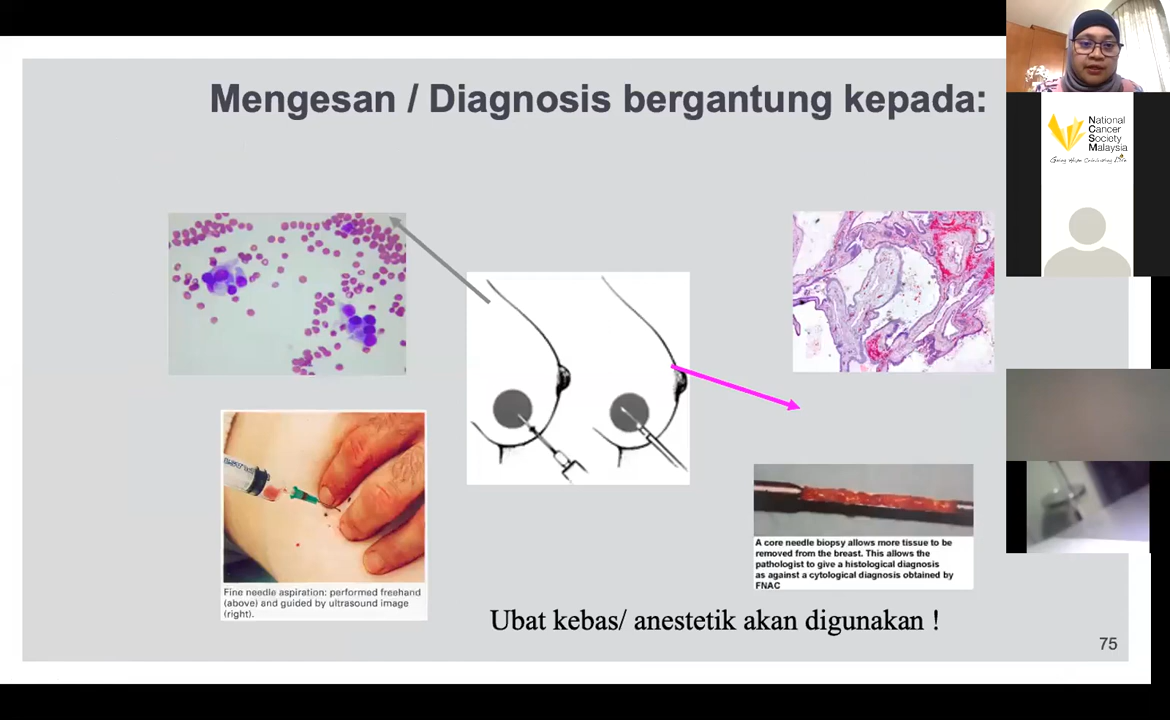 Mengesan / Diagnosis bergantung kepada:
National
Cancer
Society
Malaysia
Fine needle aspiration: performed freehand
(above) and guided by ultrasound image
(right).
A core needle biopsy allows more tissue to be
removed from the breast. This allows the
pathologist to give a histological diagnosis
as against a cytological diagnosis obtained by
FNAC
Ubat kebas/ anestetik akan digunakan !
75